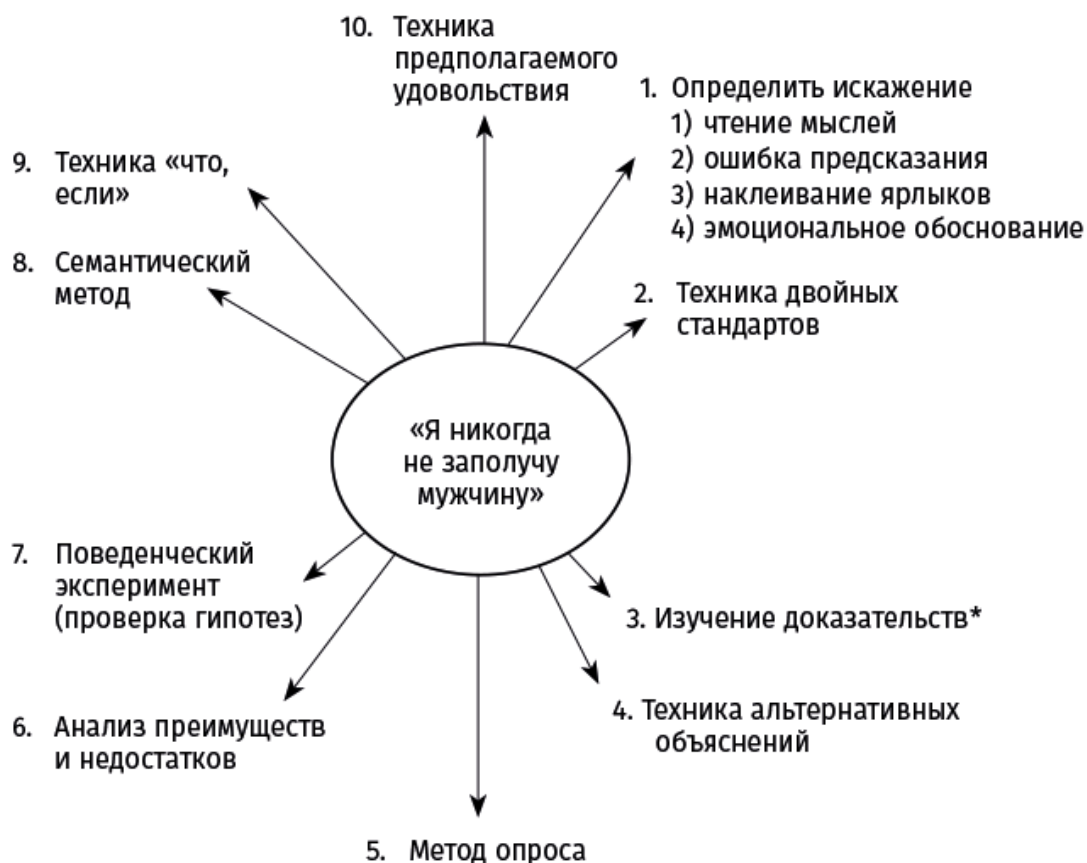 10. Техника
предполагаемого
удовольствия
1. Определить искажение
1) чтение мыслей
2) ошибка предсказания
3) наклеивание ярлыков
4) эмоциональное обоснование
9. Техника «что,
если»
8. Семантический
метод
2. Техника двойных
стандартов
«Я никогда
не заполучу
мужчину»
7. Поведенческий
эксперимент
(проверка гипотез)
3. Изучение доказательств*
6. Анализ преимуществ
и недостатков
4. Техника альтернативных
объяснений
5. Метод опроса